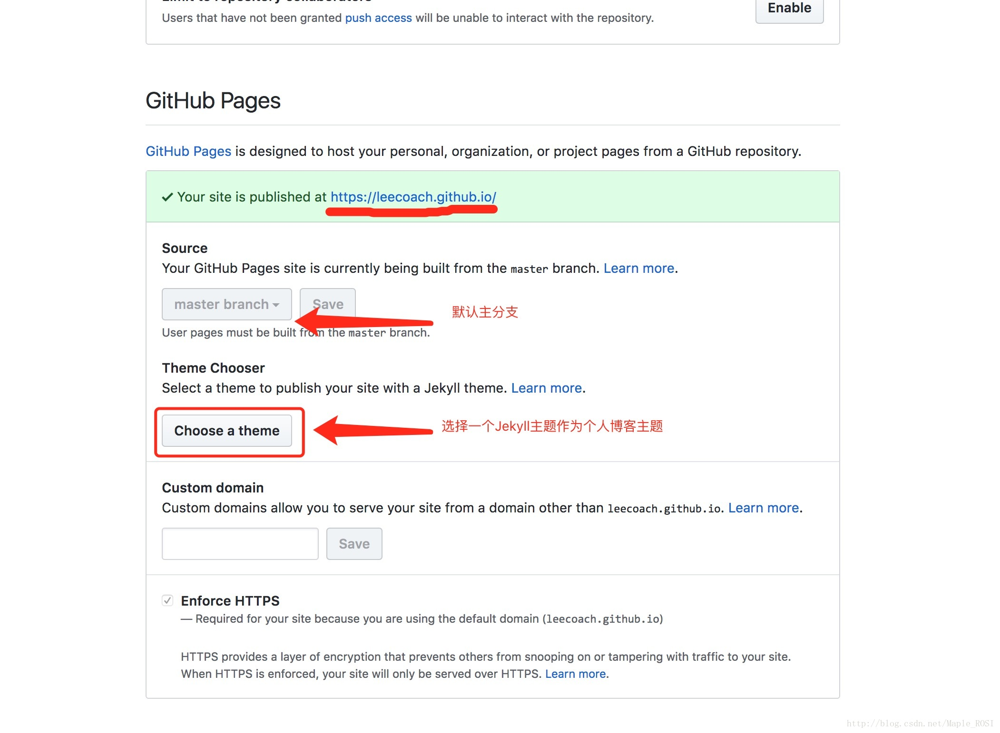 Limit to repository collaborators
Users that have not been granted push access will be unable to interact with the repository.
Enable
GitHub Pages
GitHub Pages is designed to host your personal, organization, or project pages from a GitHub repository.
Your site is published at https://leecoach.github.io/
Source
Your GitHub Pages site is currently being built from the master branch. Learn more.
master branch
Save
默认主分支
User pages must be built from the master branch.
Theme Chooser
Select a theme to publish your site with a Jekyll theme. Learn more.
Choose a theme
选择一个Jekyll主题作为个人博客主题
Custom domain
Custom domains allow you to serve your site from a domain other than leecoach.github.io. Learn more.
Save
Enforce HTTPS
— Required for your site because you are using the default domain (leecoach.github.io)
HTTPS provides a layer of encryption that prevents others from snooping on or tampering with traffic to your site.
When HTTPS is enforced, your site will only be served over HTTPS. Learn more.
http://blog.csdn.net/Maple_ROSI